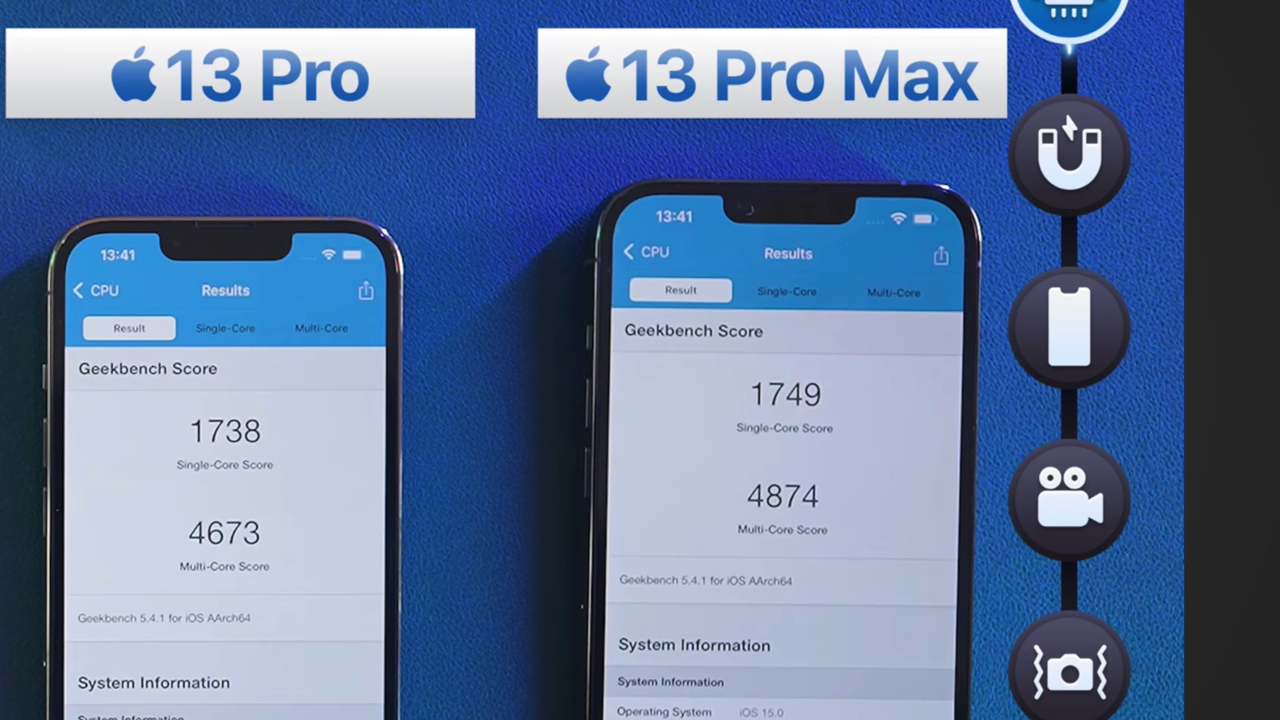 13 Pro
13 Pro Max
13:41
CPU
Results
Result
Single-Core
Multi-Core
Geekbench Score
1738
Single-Core Score
4673
Multi-Core Score
Geekbench 5.4.1 for iOS AArch64
System Information
System Information
13:41
CPU
Results
Result
Single-Core
Multi-Core
Geekbench Score
1749
Single-Core Score
4874
Multi-Core Score
Geekbench 5.4.1 for iOS AArch64
System Information
System Information
Operating System
iOS 15.0